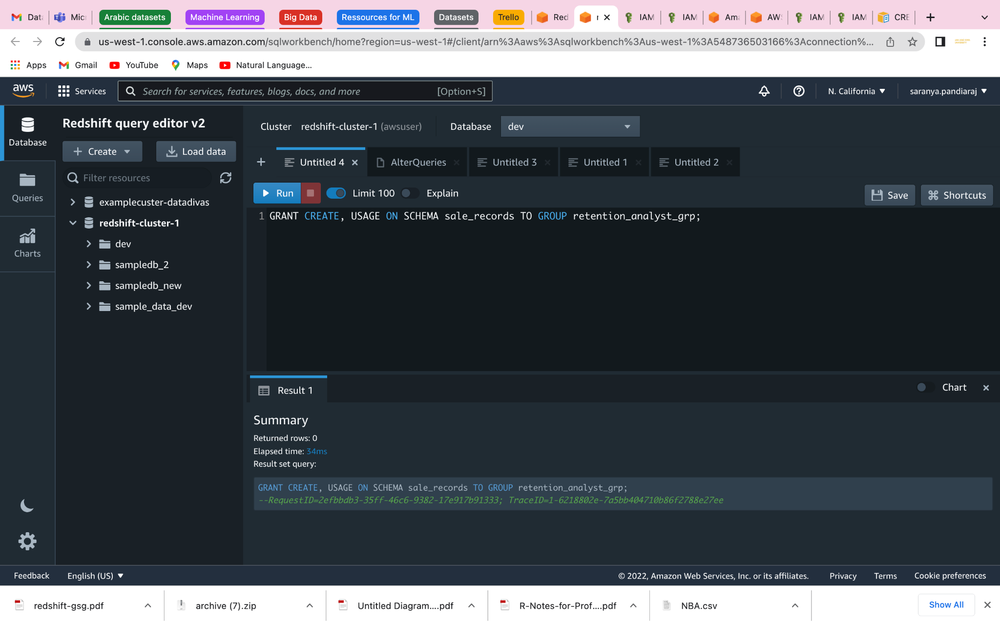 Data
Mic
Arabic datasets
Machine Learning
Big Data
Ressources for ML
Datasets
Trello
Red
IAM
IAM
Ama
AWS
IAM
IAM
CRE
us-west-1.console.aws.amazon.com/sqlworkbench/home?region=us-west-1#/client/arn%3Aaws%3Asqlworkbench%3Aus-west-1%3A548736503166%3Aconnection%...
Apps
Gmail
YouTube
Maps
Natural Language...
aws
Services
Search for services, features, blogs, docs, and more
[Option+S]
N. California
saranya.pandiaraj
Database
Queries
Charts
Redshift query editor v2
Create
Load data
Filter resources
examplecuster-datadivas
redshift-cluster-1
dev
sampledb_2
sampledb_new
sample_data_dev
Cluster redshift-cluster-1 (awsuser)
Database
dev
Untitled 4
AlterQueries
Untitled 3
Untitled 1
Untitled 2
Run
Limit 100
Explain
Save
Shortcuts
1 GRANT CREATE, USAGE ON SCHEMA sale_records TO GROUP retention_analyst_grp;
Result 1
Chart
Summary
Returned rows: 0
Elapsed time: 34ms
Result set query:
GRANT CREATE, USAGE ON SCHEMA sale_records TO GROUP retention_analyst_grp;
--RequestID=2efbbdb3-35ff-46c6-9382-17e917b91333; TraceID=1-6218802e-7a5bb404710b86f2788e27ee
Feedback
English (US)
© 2022, Amazon Web Services, Inc. or its affiliates.
Privacy
Terms
Cookie preferences
redshift-gsg.pdf
archive (7).zip
Untitled Diagram....pdf
R-Notes-for-Prof....pdf
NBA.csv
Show All